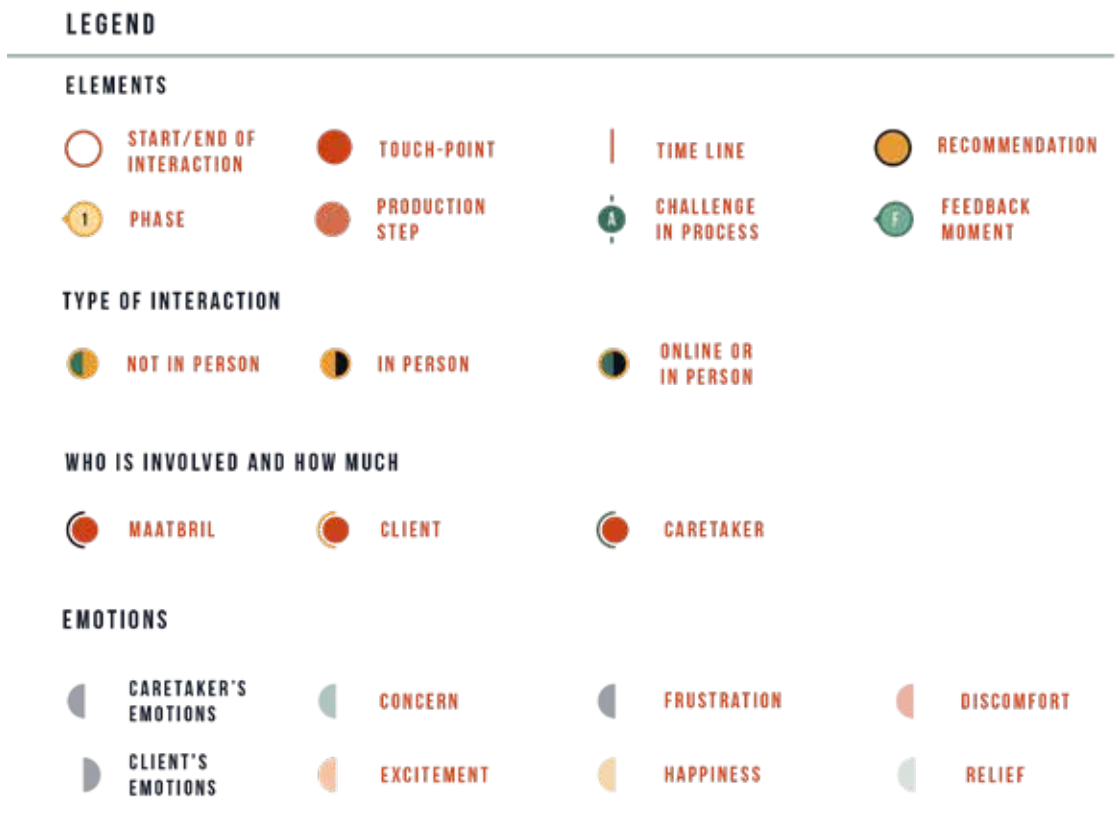 LEGEND
ELEMENTS
START/END OF
INTERACTION
TOUCH-POINT
TIME LINE
RECOMMENDATION
1
PHASE
PRODUCTION
STEP
A
CHALLENGE
IN PROCESS
F
FEEDBACK
MOMENT
TYPE OF INTERACTION
NOT IN PERSON
IN PERSON
ONLINE OR
IN PERSON
WHO IS INVOLVED AND HOW MUCH
MAATBRIL
CLIENT
CARETAKER
EMOTIONS
CARETAKER'S
EMOTIONS
CONCERN
FRUSTRATION
DISCOMFORT
CLIENT'S
EMOTIONS
EXCITEMENT
HAPPINESS
RELIEF